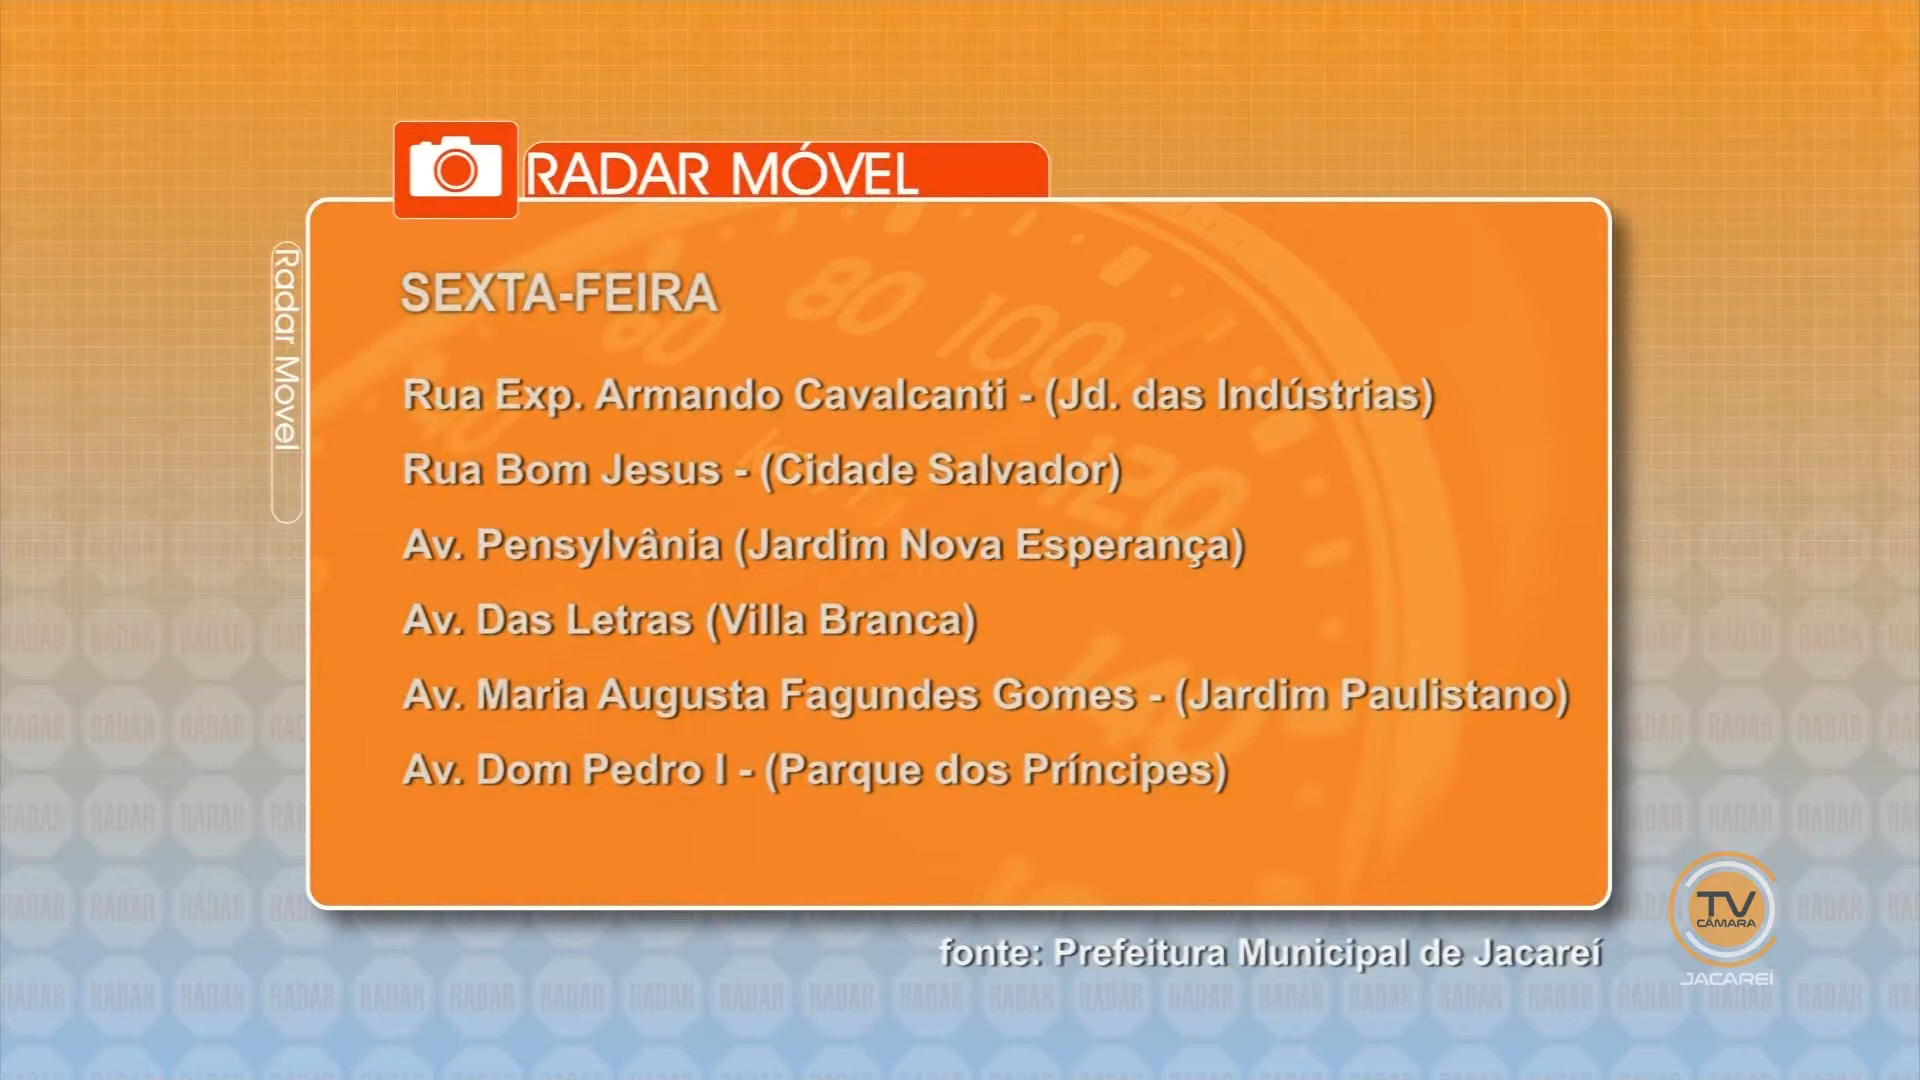 RADAR MÓVEL
Radar Movel
SEXTA-FEIRA
Rua Exp. Armando Cavalcanti - (Jd. das Indústrias)
Rua Bom Jesus - (Cidade Salvador)
Av. Pensylvânia (Jardim Nova Esperança)
Av. Das Letras (Villa Branca)
Av. Maria Augusta Fagundes Gomes - (Jardim Paulistano)
Av. Dom Pedro I - (Parque dos Príncipes)
fonte: Prefeitura Municipal de Jacareí
TV
CÂMARA
JACAREÍ